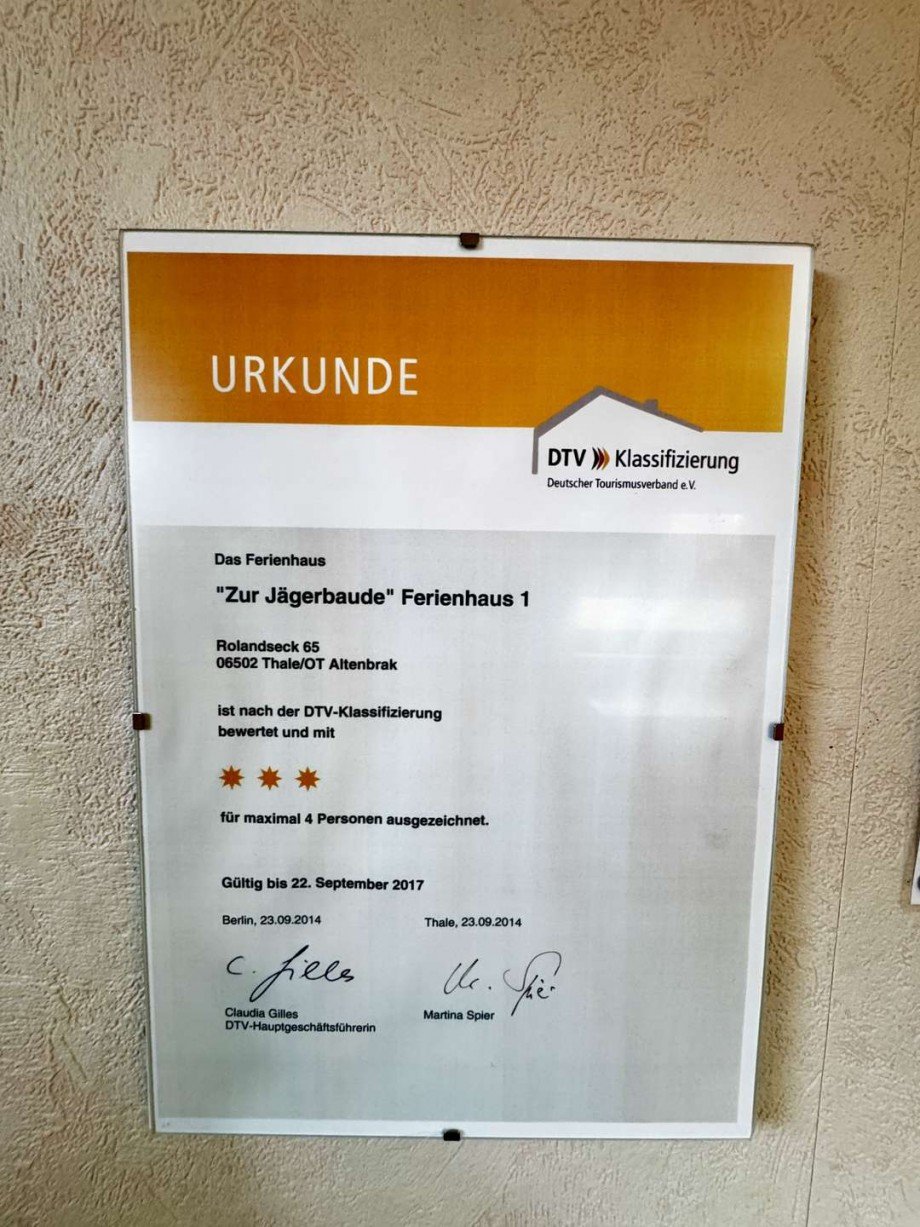 URKUNDE
DTV Klassifizierung
Deutscher Tourismusverband e.V.
Das Ferienhaus
"Zur Jägerbaude" Ferienhaus 1
Rolandseck 65
06502 Thale/OT Altenbrak
ist nach der DTV-Klassifizierung
bewertet und mit
für maximal 4 Personen ausgezeichnet.
Gültig bis 22. September 2017
Berlin, 23.09.2014
Thale, 23.09.2014
C. Gilles
M. Spier
Claudia Gilles
DTV-Hauptgeschäftsführerin
Martina Spier